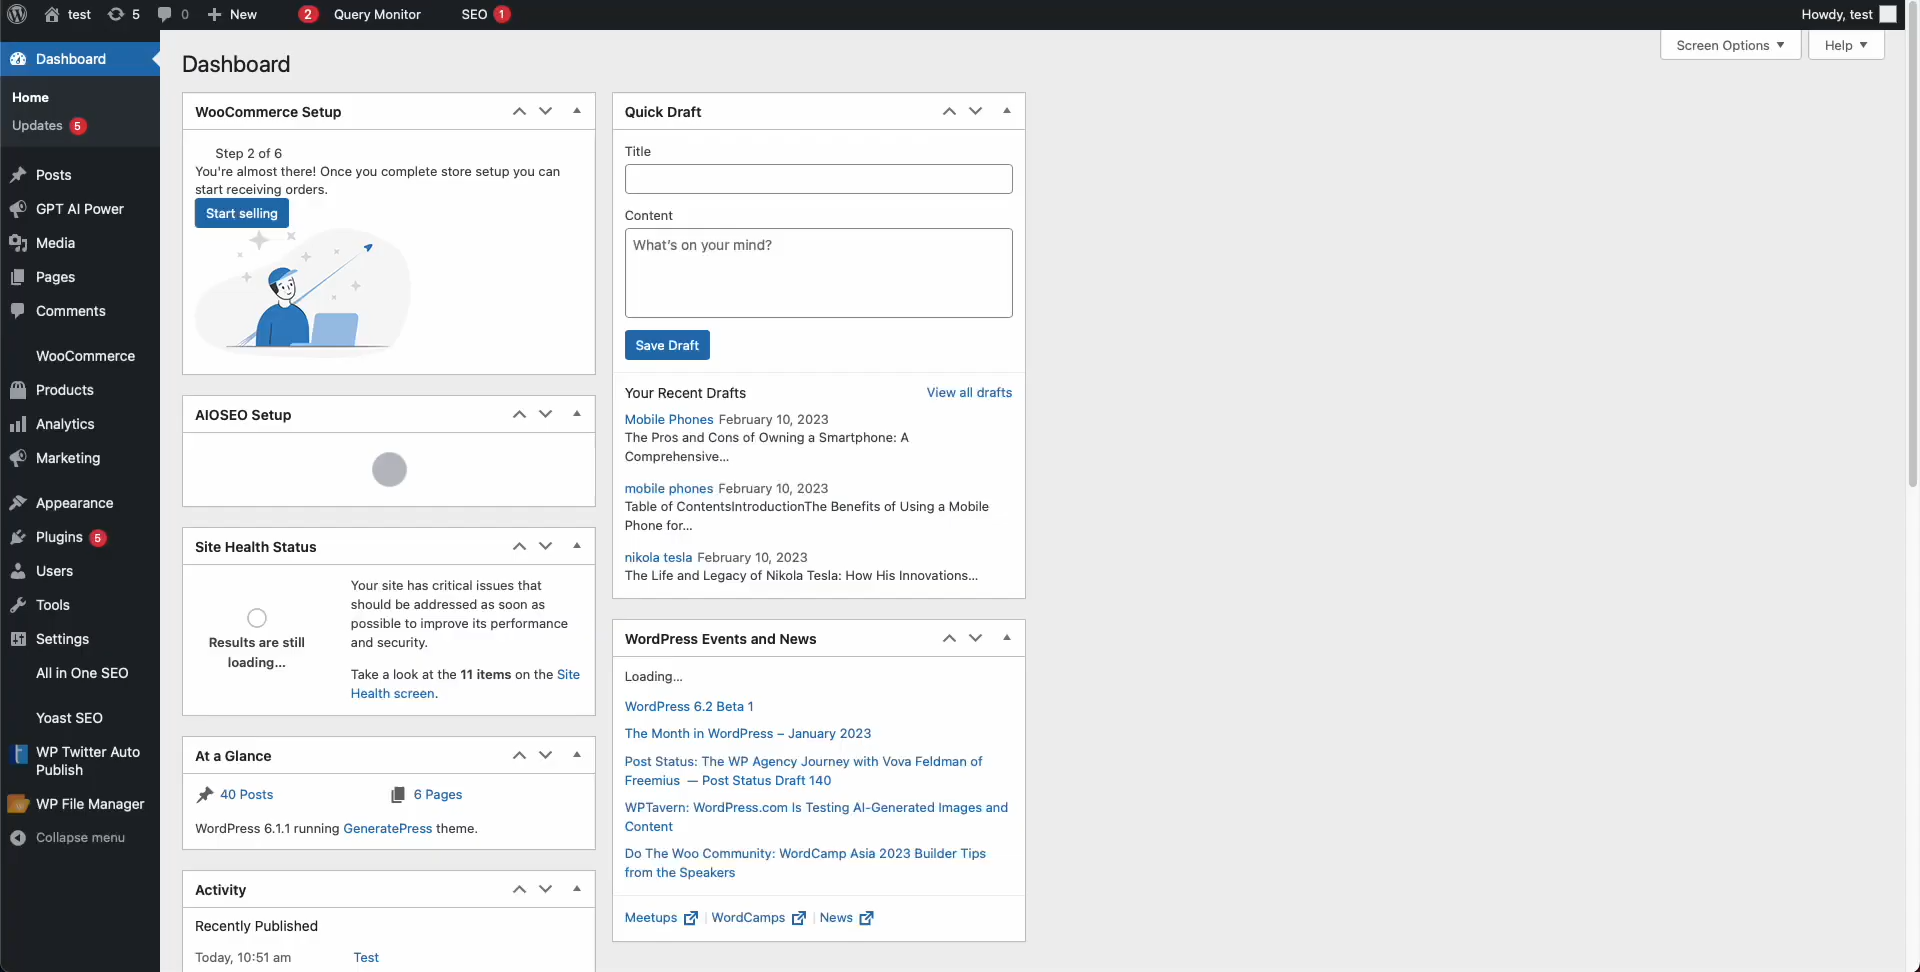 test
5
0
New
2
Query Monitor
SEO
1
Howdy, test
Dashboard
Home
Updates 5
Posts
GPT AI Power
Media
Pages
Comments
WooCommerce
Products
Analytics
Marketing
Appearance
Plugins 5
Users
Tools
Settings
All in One SEO
Yoast SEO
WP Twitter Auto
Publish
WP File Manager
Collapse menu
Screen Options
Help
Dashboard
WooCommerce Setup
Step 2 of 6
You're almost there! Once you complete store setup you can
start receiving orders.
Start selling
AIOSEO Setup
Site Health Status
Results are still
loading...
Your site has critical issues that
should be addressed as soon as
possible to improve its performance
and security.
Take a look at the 11 items on the Site
Health screen.
At a Glance
40 Posts
6 Pages
WordPress 6.1.1 running GeneratePress theme.
Activity
Recently Published
Today, 10:51 am
Test
Quick Draft
Title
Content
What's on your mind?
Save Draft
Your Recent Drafts
View all drafts
Mobile Phones February 10, 2023
The Pros and Cons of Owning a Smartphone: A
Comprehensive...
mobile phones February 10, 2023
Table of ContentsIntroductionThe Benefits of Using a Mobile
Phone for...
nikola tesla February 10, 2023
The Life and Legacy of Nikola Tesla: How His Innovations...
WordPress Events and News
Loading...
WordPress 6.2 Beta 1
The Month in WordPress – January 2023
Post Status: The WP Agency Journey with Vova Feldman of
Freemius — Post Status Draft 140
WPTavern: WordPress.com Is Testing AI-Generated Images and
Content
Do The Woo Community: WordCamp Asia 2023 Builder Tips
from the Speakers
Meetups | WordCamps | News